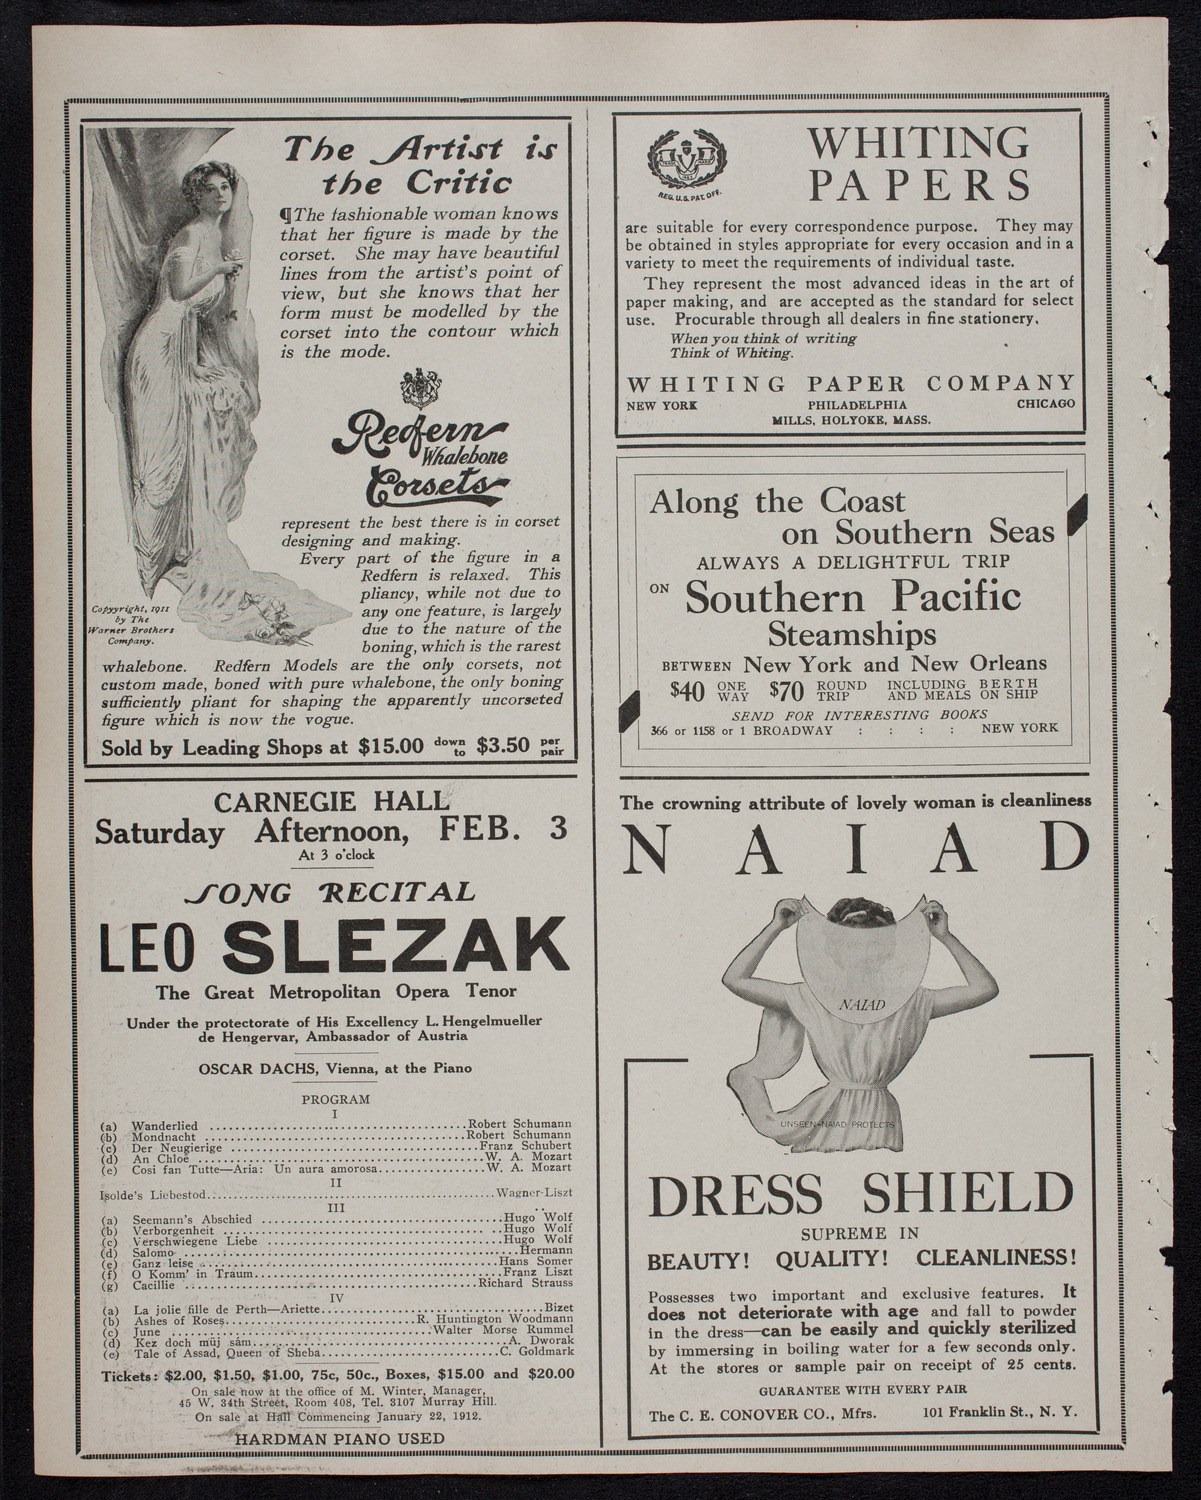 The Artist is
the Critic
¶The fashionable woman knows
that her figure is made by the
corset. She may have beautiful
lines from the artist's point of
view, but she knows that her
form must be modelled by the
corset into the contour which
is the mode.
Redfern
Whalebone
Corsets
represent the best there is in corset
designing and making.
Every part of the figure in a
Redfern is relaxed. This
pliancy, while not due to
any one feature, is largely
due to the nature of the
boning, which is the rarest
whalebone. Redfern Models are the only corsets, not
custom made, boned with pure whalebone, the only boning
sufficiently pliant for shaping the apparently uncorseted
figure which is now the vogue.
Copyright, 1911
by The
Warner Brothers
Company.
Sold by Leading Shops at $15.00 down to $3.50 per pair
CARNEGIE HALL
Saturday Afternoon, FEB. 3
At 3 o'clock
SONG RECITAL
LEO SLEZAK
The Great Metropolitan Opera Tenor
Under the protectorate of His Excellency L. Hengelmueller
de Hengervar, Ambassador of Austria
OSCAR DACHS, Vienna, at the Piano
PROGRAM
I
(a) Wanderlied ........ Robert Schumann
(b) Mondnacht ........ Robert Schumann
(c) Der Neugierige ........ Franz Schubert
(d) An Chloë ........ W. A. Mozart
(e) Cosi fan Tutte—Aria: Un aura amorosa ........ W. A. Mozart
II
Isolde's Liebestod ........ Wagner-Liszt
III
(a) Seemann's Abschied ........ Hugo Wolf
(b) Verborgenheit ........ Hugo Wolf
(c) Verschwiegene Liebe ........ Hugo Wolf
(d) Salomo ........ Hermann
(e) Ganz leise ........ Hans Somer
(f) O Komm' in Traum ........ Franz Liszt
(g) Cacillie ........ Richard Strauss
IV
(a) La jolie fille de Perth—Ariette ........ Bizet
(b) Ashes of Roses ........ R. Huntington Woodmann
(c) June ........ Walter Morse Rummel
(d) Kez doch müj sám ........ A. Dworak
(e) Tale of Assad, Queen of Sheba ........ C. Goldmark
Tickets: $2.00, $1.50, $1.00, 75c, 50c., Boxes, $15.00 and $20.00
On sale now at the office of M. Winter, Manager,
45 W. 34th Street, Room 408, Tel. 3107 Murray Hill.
On sale at Hall Commencing January 22, 1912.
HARDMAN PIANO USED
REG. U.S. PAT. OFF.
WHITING
PAPERS
are suitable for every correspondence purpose. They may
be obtained in styles appropriate for every occasion and in a
variety to meet the requirements of individual taste.
They represent the most advanced ideas in the art of
paper making, and are accepted as the standard for select
use. Procurable through all dealers in fine stationery.
When you think of writing
Think of Whiting.
WHITING PAPER COMPANY
NEW YORK PHILADELPHIA CHICAGO
MILLS, HOLYOKE, MASS.
Along the Coast
on Southern Seas
ALWAYS A DELIGHTFUL TRIP
ON Southern Pacific
Steamships
BETWEEN New York and New Orleans
$40 ONE WAY $70 ROUND TRIP INCLUDING BERTH AND MEALS ON SHIP
SEND FOR INTERESTING BOOKS
366 or 1158 or 1 BROADWAY : : : : NEW YORK
The crowning attribute of lovely woman is cleanliness
NAIAD
NAIAD
UNSEEN-NAIAD PROTECTS
DRESS SHIELD
SUPREME IN
BEAUTY! QUALITY! CLEANLINESS!
Possesses two important and exclusive features. It
does not deteriorate with age and fall to powder
in the dress—can be easily and quickly sterilized
by immersing in boiling water for a few seconds only.
At the stores or sample pair on receipt of 25 cents.
GUARANTEE WITH EVERY PAIR
The C. E. CONOVER CO., Mfrs. 101 Franklin St., N. Y.